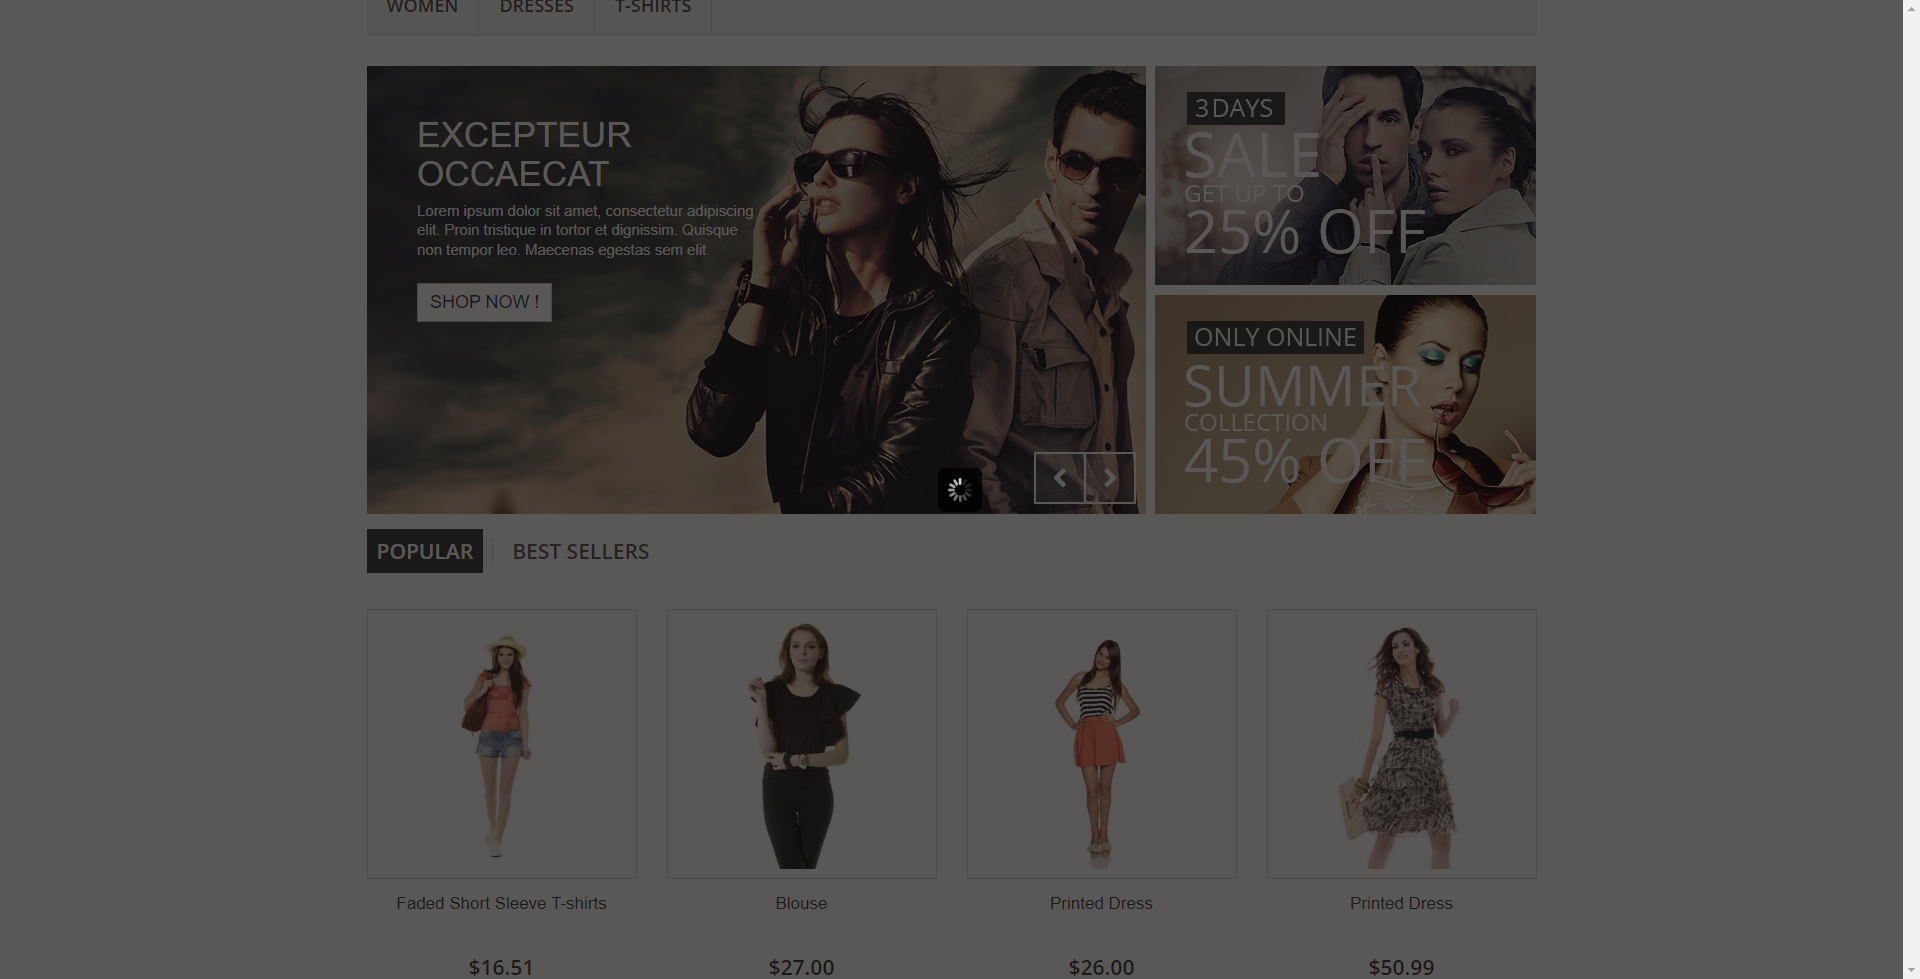 WOMEN DRESSES T-SHIRTS
EXCEPTEUR
OCCAECAT
Lorem ipsum dolor sit amet, consectetur adipiscing
elit. Proin tristique in tortor et dignissim. Quisque
non tempor leo. Maecenas egestas sem elit
SHOP NOW !
3 DAYS
SALE
GET UP TO
25% OFF
ONLY ONLINE
SUMMER
COLLECTION
45% OFF
POPULAR BEST SELLERS
Faded Short Sleeve T-shirts Blouse Printed Dress Printed Dress
$16.51 $27.00 $26.00 $50.99